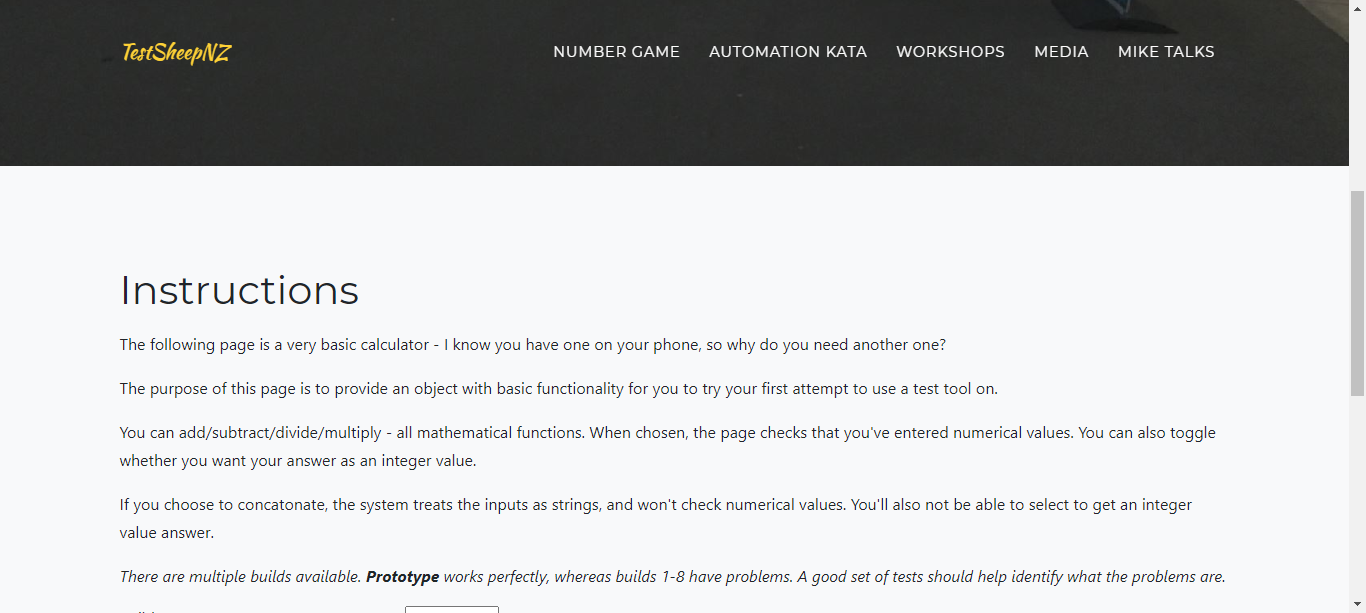 TestSheepNZ
NUMBER GAME AUTOMATION KATA WORKSHOPS MEDIA MIKE TALKS
Instructions
The following page is a very basic calculator - I know you have one on your phone, so why do you need another one?
The purpose of this page is to provide an object with basic functionality for you to try your first attempt to use a test tool on.
You can add/subtract/divide/multiply - all mathematical functions. When chosen, the page checks that you've entered numerical values. You can also toggle
whether you want your answer as an integer value.
If you choose to concatonate, the system treats the inputs as strings, and won't check numerical values. You'll also not be able to select to get an integer
value answer.
There are multiple builds available. Prototype works perfectly, whereas builds 1-8 have problems. A good set of tests should help identify what the problems are.